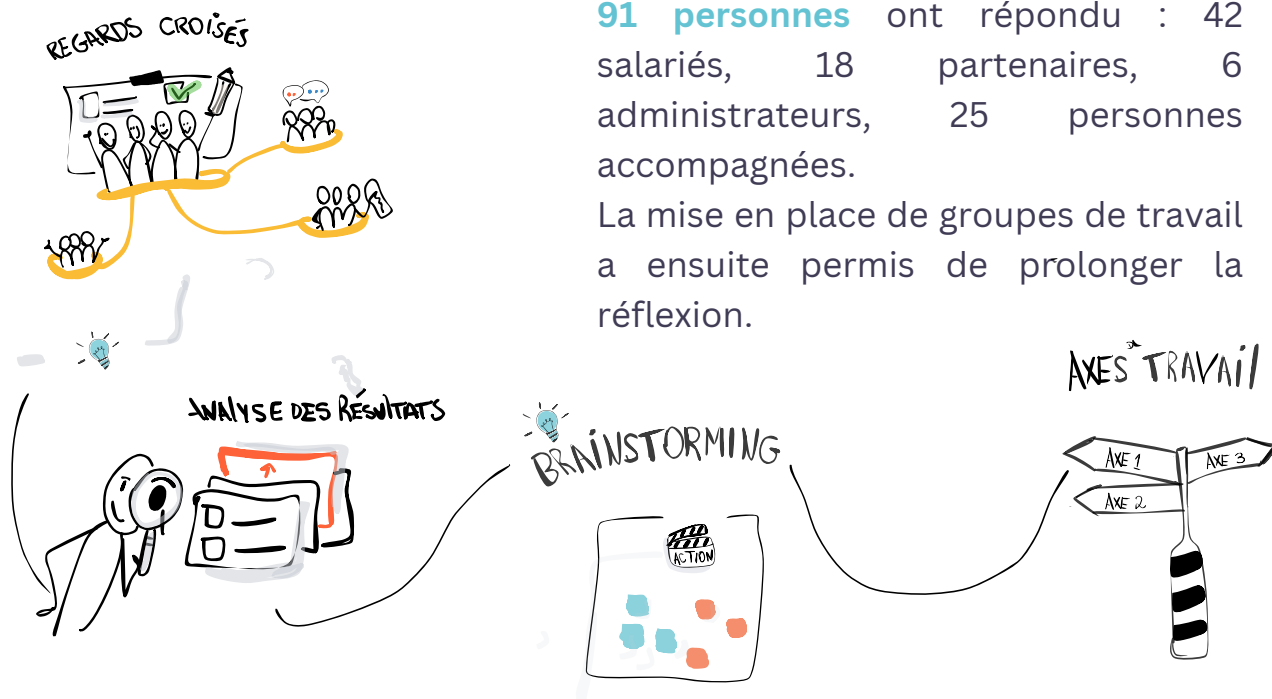 REGARDS CROISÉS
91 personnes ont répondu : 42
salariés, 18 partenaires, 6
administrateurs, 25 personnes
accompagnées.
La mise en place de groupes de travail
a ensuite permis de prolonger la
réflexion.
ANALYSE DES RÉSULTATS
BRAINSTORMING
ACTION
AXES DE TRAVAIL
AXE 1
AXE 3
AXE 2